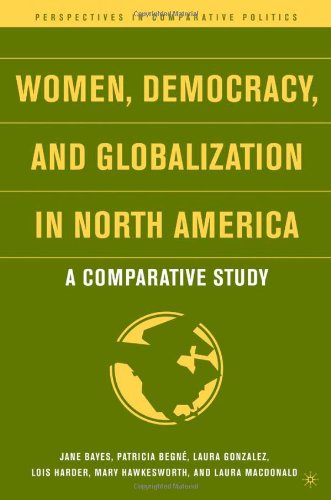 PERSPECTIVES IN COMPARATIVE POLITICS
WOMEN, DEMOCRACY,
AND GLOBALIZATION
IN NORTH AMERICA
A COMPARATIVE STUDY
JANE BAYES, PATRICIA BEGNÉ, LAURA GONZALEZ,
LOIS HARDER, MARY HAWKESWORTH, AND LAURA MACDONALD